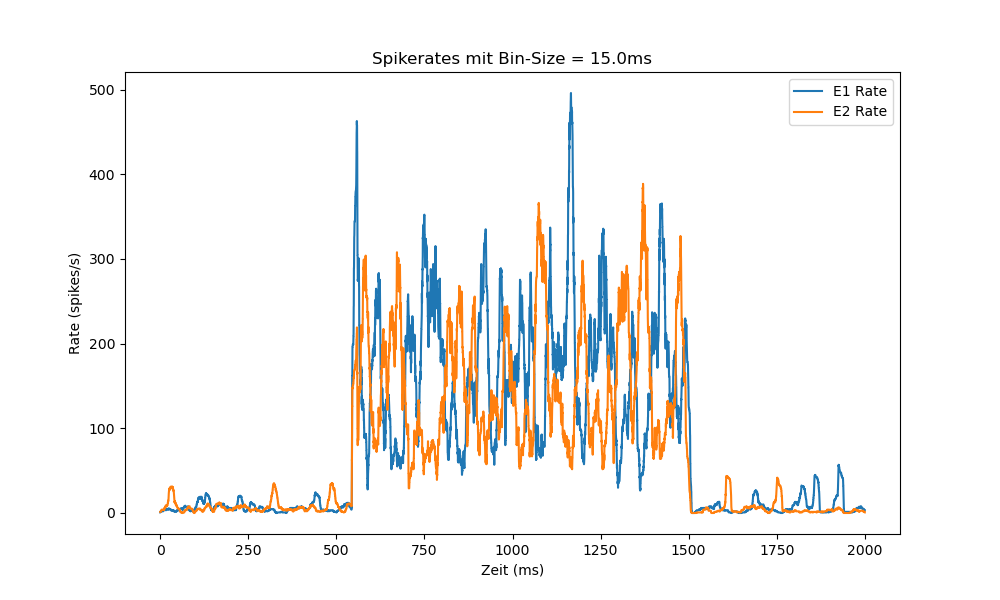 Spikerates mit Bin-Size = 15.0ms
E1 Rate
E2 Rate
Rate (spikes/s)
500
400
300
200
100
0
0 250 500 750 1000 1250 1500 1750 2000
Zeit (ms)